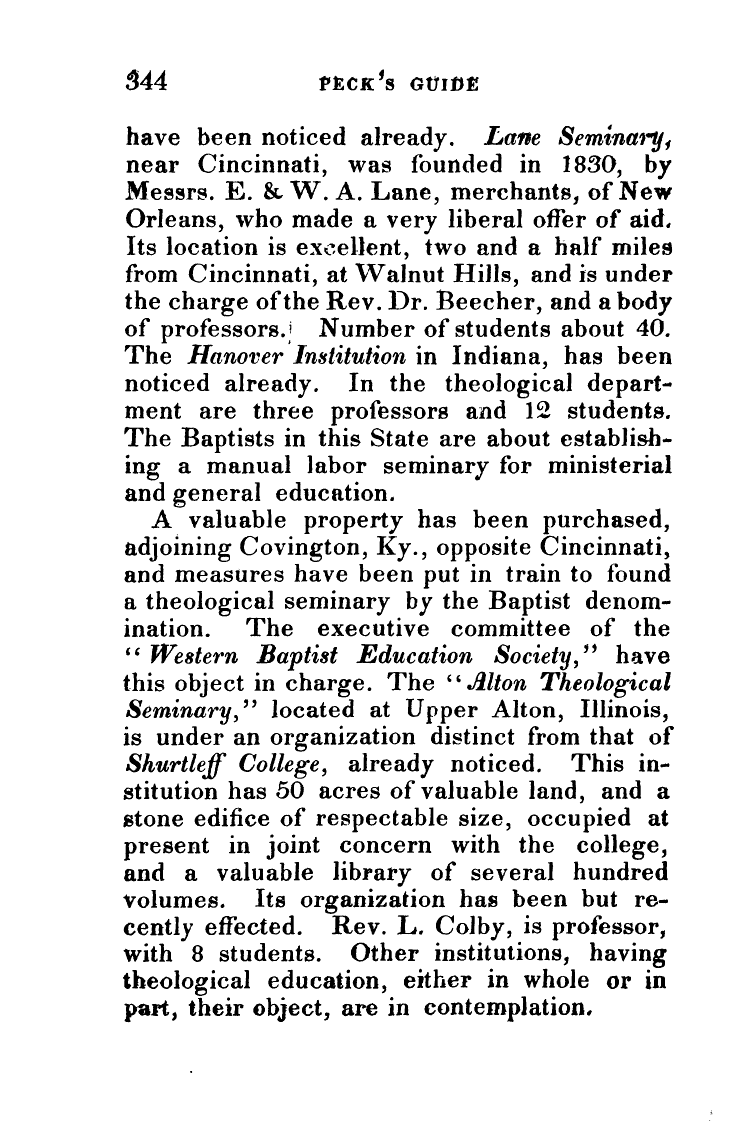 344 PECK'S GUIDE
have been noticed already. Lane Seminary,
near Cincinnati, was founded in 1830, by
Messrs. E. & W. A. Lane, merchants, of New
Orleans, who made a very liberal offer of aid.
Its location is excellent, two and a half miles
from Cincinnati, at Walnut Hills, and is under
the charge of the Rev. Dr. Beecher, and a body
of professors. Number of students about 40.
The Hanover Institution in Indiana, has been
noticed already. In the theological depart-
ment are three professors and 12 students.
The Baptists in this State are about establish-
ing a manual labor seminary for ministerial
and general education.
A valuable property has been purchased,
adjoining Covington, Ky., opposite Cincinnati,
and measures have been put in train to found
a theological seminary by the Baptist denom-
ination. The executive committee of the
"Western Baptist Education Society," have
this object in charge. The "Alton Theological
Seminary," located at Upper Alton, Illinois,
is under an organization distinct from that of
Shurtleff College, already noticed. This in-
stitution has 50 acres of valuable land, and a
stone edifice of respectable size, occupied at
present in joint concern with the college,
and a valuable library of several hundred
volumes. Its organization has been but re-
cently effected. Rev. L. Colby, is professor,
with 8 students. Other institutions, having
theological education, either in whole or in
part, their object, are in contemplation.